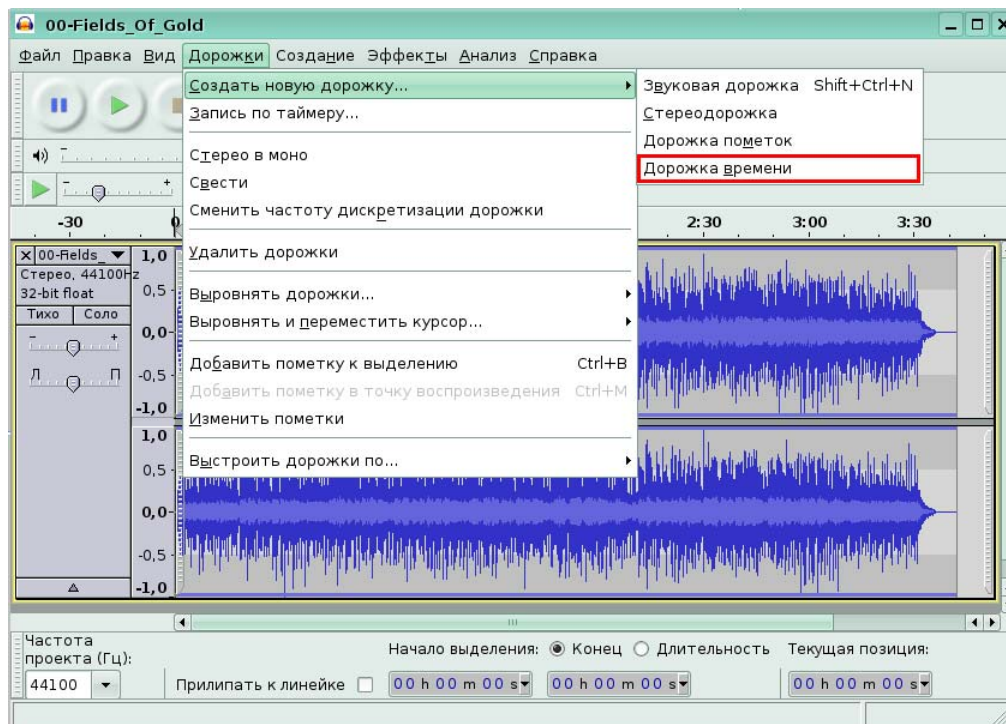 00-Fields_Of_Gold
Файл Правка Вид Дорожки Создание Эффекты Анализ Справка
Создать новую дорожку...
Запись по таймеру...
Стерео в моно
Свести
Сменить частоту дискретизации дорожки
Удалить дорожки
Выровнять дорожки...
Выровнять и переместить курсор...
Добавить пометку к выделению Ctrl+B
Добавить пометку в точку воспроизведения Ctrl+M
Изменить пометки
Выстроить дорожки по...
Звуковая дорожка Shift+Ctrl+N
Стереодорожка
Дорожка пометок
Дорожка времени
-30 2:30 3:00 3:30
00-Fields_
Стерео, 44100Hz
32-bit float
Тихо Соло
- +
Л П
1,0
0,5
0,0
-0,5
-1,0
1,0
0,5
0,0
-0,5
-1,0
Частота
проекта (Гц):
44100
Прилипать к линейке
Начало выделения: Конец Длительность Текущая позиция:
00 h 00 m 00 s 00 h 00 m 00 s 00 h 00 m 00 s